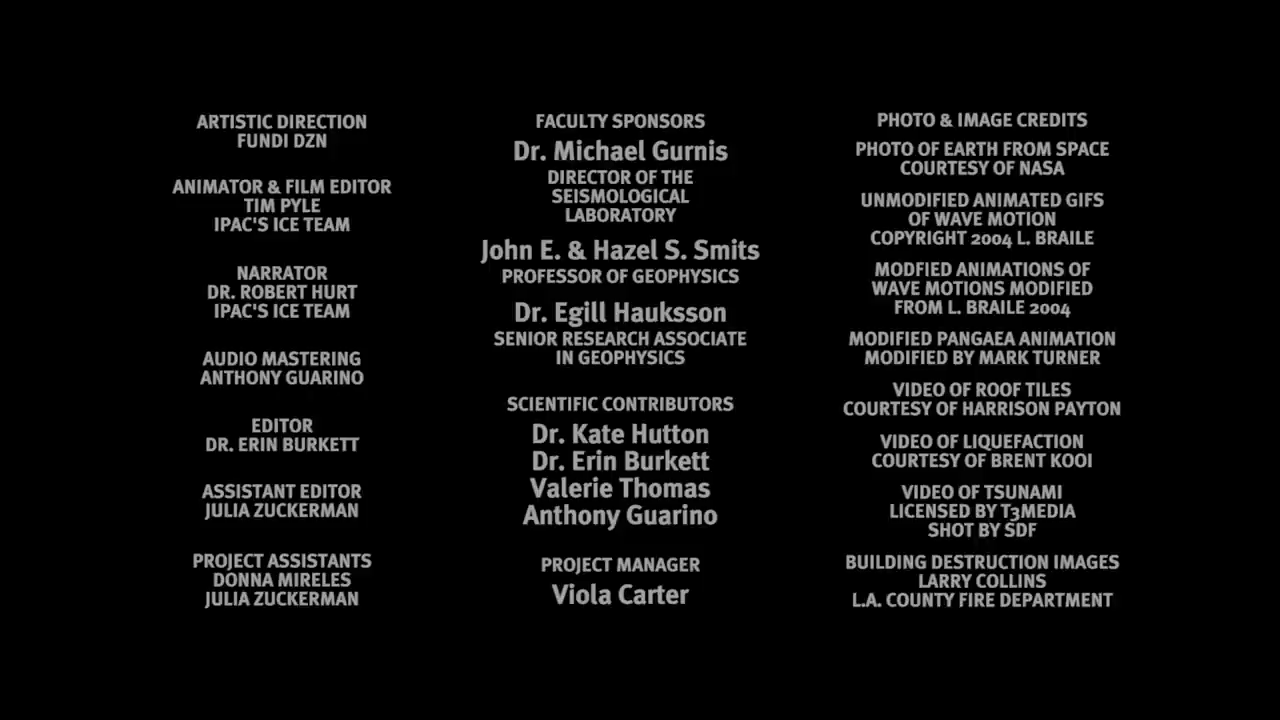 ARTISTIC DIRECTION
FUNDI DZN
ANIMATOR & FILM EDITOR
TIM PYLE
IPAC'S ICE TEAM
NARRATOR
DR. ROBERT HURT
IPAC'S ICE TEAM
AUDIO MASTERING
ANTHONY GUARINO
EDITOR
DR. ERIN BURKETT
ASSISTANT EDITOR
JULIA ZUCKERMAN
PROJECT ASSISTANTS
DONNA MIRELES
JULIA ZUCKERMAN
FACULTY SPONSORS
Dr. Michael Gurnis
DIRECTOR OF THE
SEISMOLOGICAL
LABORATORY
John E. & Hazel S. Smits
PROFESSOR OF GEOPHYSICS
Dr. Egill Hauksson
SENIOR RESEARCH ASSOCIATE
IN GEOPHYSICS
SCIENTIFIC CONTRIBUTORS
Dr. Kate Hutton
Dr. Erin Burkett
Valerie Thomas
Anthony Guarino
PROJECT MANAGER
Viola Carter
PHOTO & IMAGE CREDITS
PHOTO OF EARTH FROM SPACE
COURTESY OF NASA
UNMODIFIED ANIMATED GIFS
OF WAVE MOTION
COPYRIGHT 2004 L. BRAILE
MODFIED ANIMATIONS OF
WAVE MOTIONS MODIFIED
FROM L. BRAILE 2004
MODIFIED PANGAEA ANIMATION
MODIFIED BY MARK TURNER
VIDEO OF ROOF TILES
COURTESY OF HARRISON PAYTON
VIDEO OF LIQUEFACTION
COURTESY OF BRENT KOOI
VIDEO OF TSUNAMI
LICENSED BY T3MEDIA
SHOT BY SDF
BUILDING DESTRUCTION IMAGES
LARRY COLLINS
L.A. COUNTY FIRE DEPARTMENT